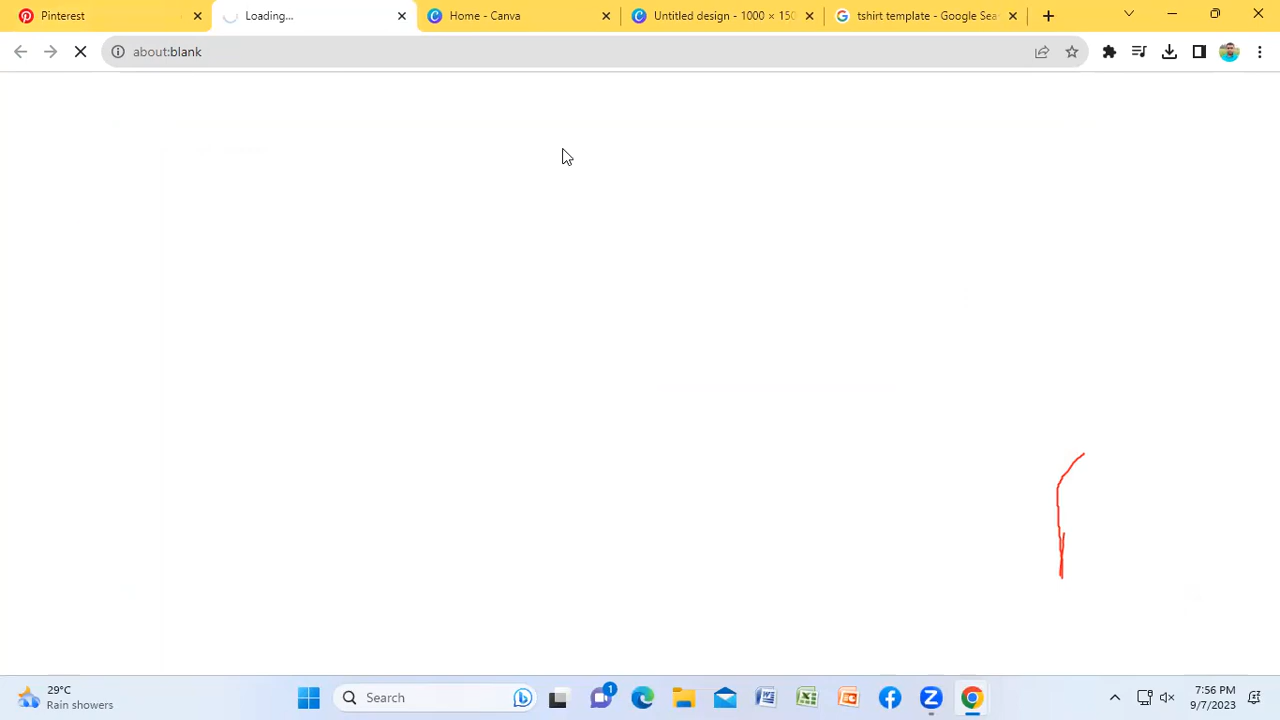 Pinterest
Loading...
Home - Canva
Untitled design - 1000 × 150
tshirt template - Google Sea
about:blank
29°C
Rain showers
Search
1
7:56 PM
9/7/2023